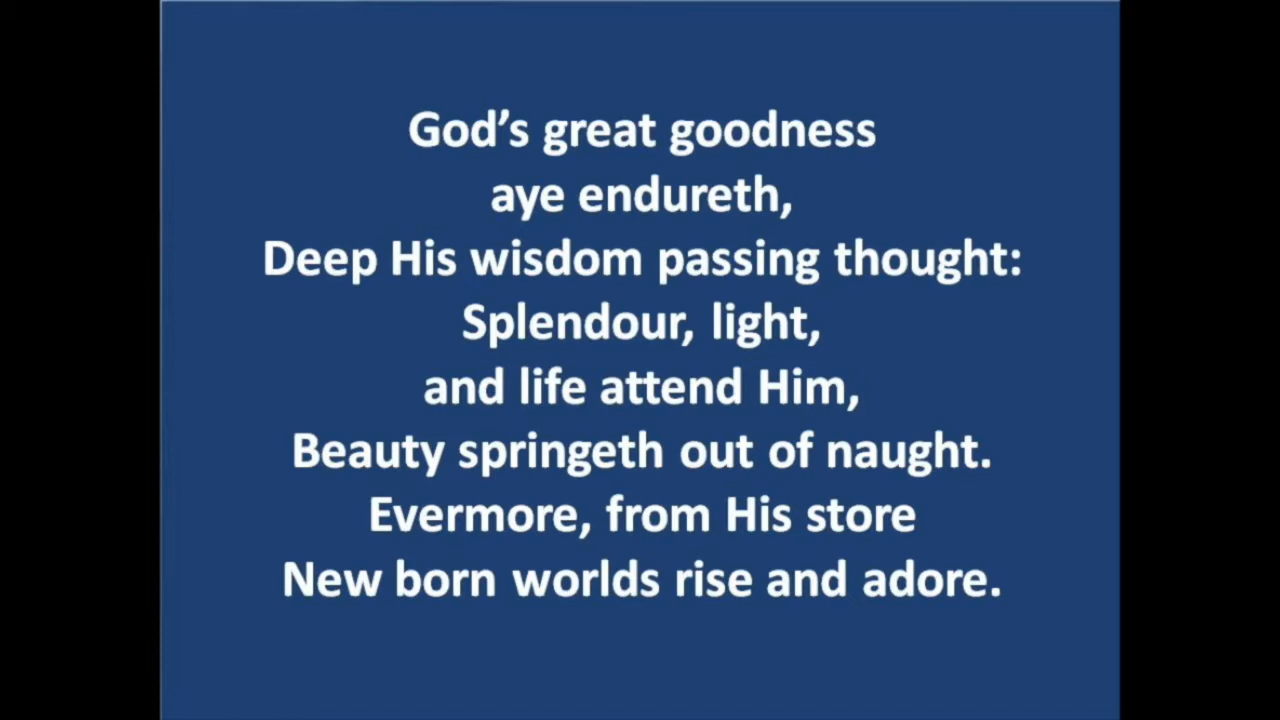 God’s great goodness
aye endureth,
Deep His wisdom passing thought:
Splendour, light,
and life attend Him,
Beauty springeth out of naught.
Evermore, from His store
New born worlds rise and adore.